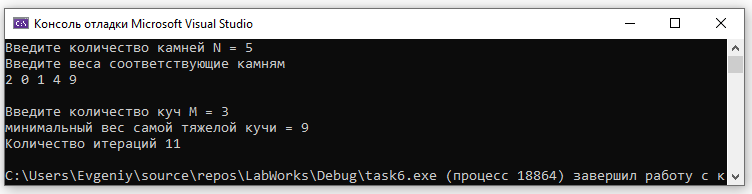 Консоль отладки Microsoft Visual Studio
Введите количество камней N = 5
Введите веса соответствующие камням
2 0 1 4 9
Введите количество куч M = 3
минимальный вес самой тяжелой кучи = 9
Количество итераций 11
C:\Users\Evgeniy\source\repos\LabWorks\Debug\task6.exe (процесс 18864) завершил работу с к